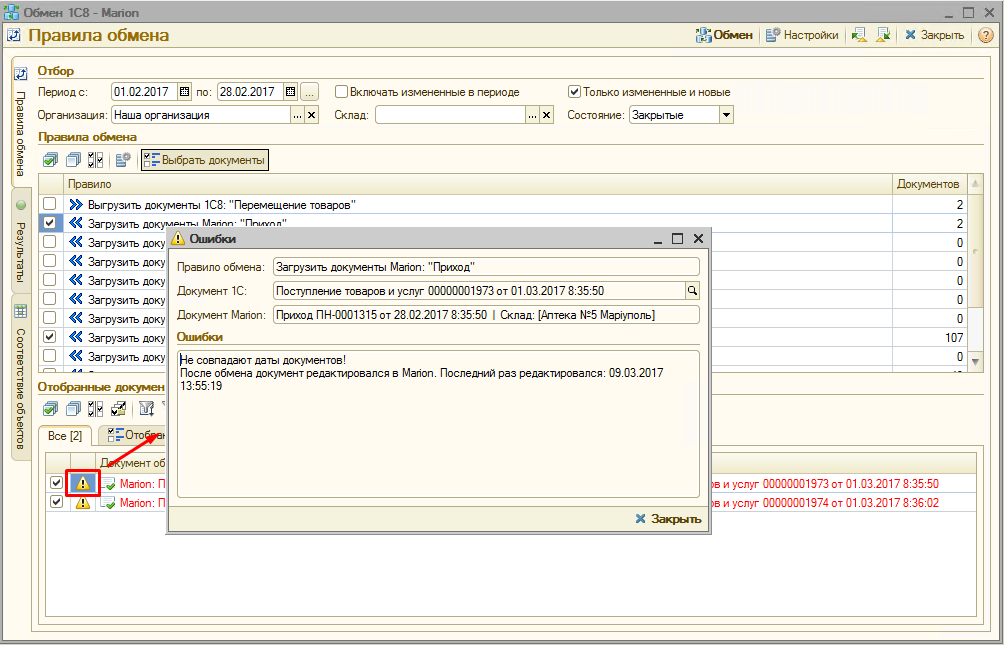 Обмен 1С8 - Marion
Правила обмена
Обмен
Настройки
Закрыть
?
Правила обмена
Результаты
Соответствие объектов
Отбор
Период с: 01.02.2017 по: 28.02.2017 ... Включать измененные в периоде Только измененные и новые
Организация: Наша организация ... Склад: ... Состояние: Закрытые
Правила обмена
Выбрать документы
Правило Документов
Выгрузить документы 1С8: "Перемещение товаров" 2
Загрузить документы Marion: "Приход" 2
Загрузить доку 0
Загрузить доку 0
Загрузить доку 0
Загрузить доку 0
Загрузить доку 0
Загрузить доку 107
Загрузить доку 0
Отобранные докумен
Все [2]
Отобран
Документ об
Marion: П
ов и услуг 00000001973 от 01.03.2017 8:35:50
Marion: П
ов и услуг 00000001974 от 01.03.2017 8:36:02
Ошибки
Правило обмена: Загрузить документы Marion: "Приход"
Документ 1С: Поступление товаров и услуг 00000001973 от 01.03.2017 8:35:50
Документ Marion: Приход ПН-0001315 от 28.02.2017 8:35:50 | Склад: [Аптека №5 Маріуполь]
Ошибки
Не совпадают даты документов!
После обмена документ редактировался в Marion. Последний раз редактировался: 09.03.2017
13:55:19
Закрыть